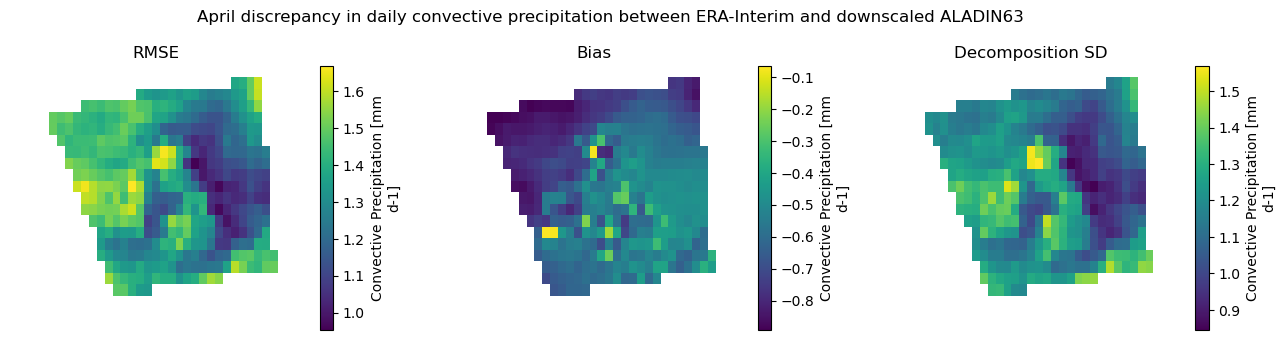 April discrepancy in daily convective precipitation between ERA-Interim and downscaled ALADIN63
RMSE
1.6
1.5
1.4
1.3
1.2
1.1
1.0
Convective Precipitation [mm
d-1]
Bias
−0.1
−0.2
−0.3
−0.4
−0.5
−0.6
−0.7
−0.8
Convective Precipitation [mm
d-1]
Decomposition SD
1.5
1.4
1.3
1.2
1.1
1.0
0.9
Convective Precipitation [mm
d-1]